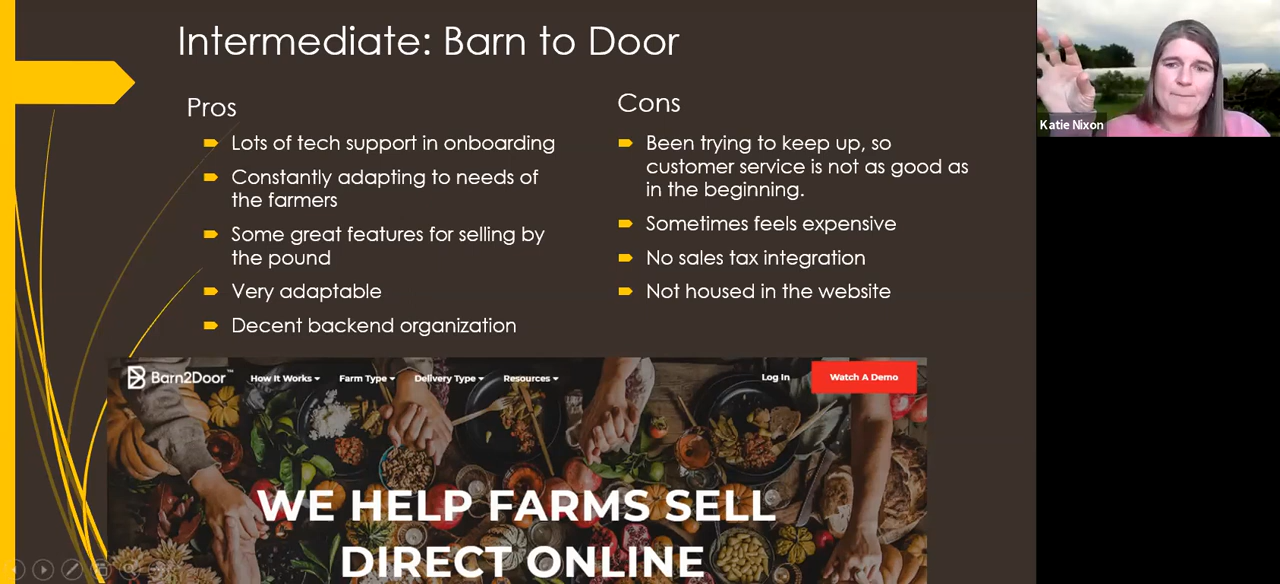 Intermediate: Barn to Door
Pros
Lots of tech support in onboarding
Constantly adapting to needs of
the farmers
Some great features for selling by
the pound
Very adaptable
Decent backend organization
Cons
Been trying to keep up, so
customer service is not as good as
in the beginning.
Sometimes feels expensive
No sales tax integration
Not housed in the website
Barn2Door™ How It Works Farm Type Delivery Type Resources Log In Watch A Demo
WE HELP FARMS SELL
DIRECT ONLINE
Katie Nixon